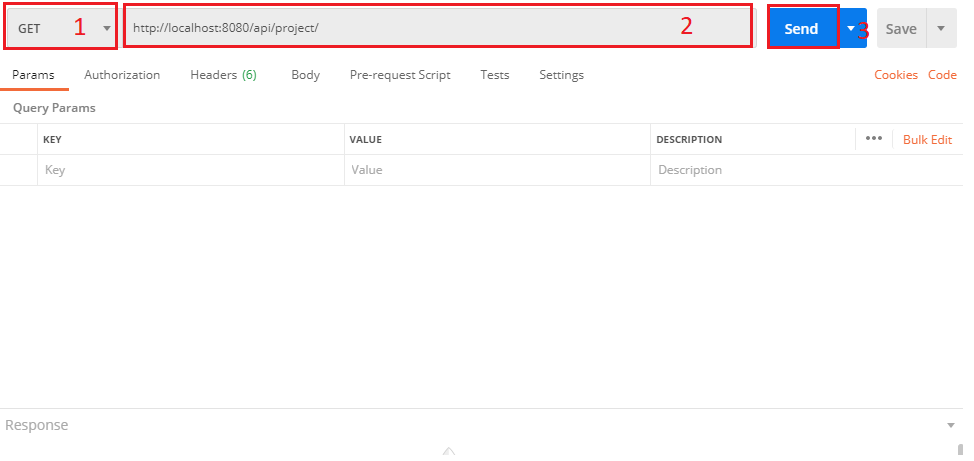 GET 1 http://localhost:8080/api/project/ 2 Send 3 Save
Params Authorization Headers (6) Body Pre-request Script Tests Settings Cookies Code
Query Params
KEY VALUE DESCRIPTION ••• Bulk Edit
Key Value Description
Response